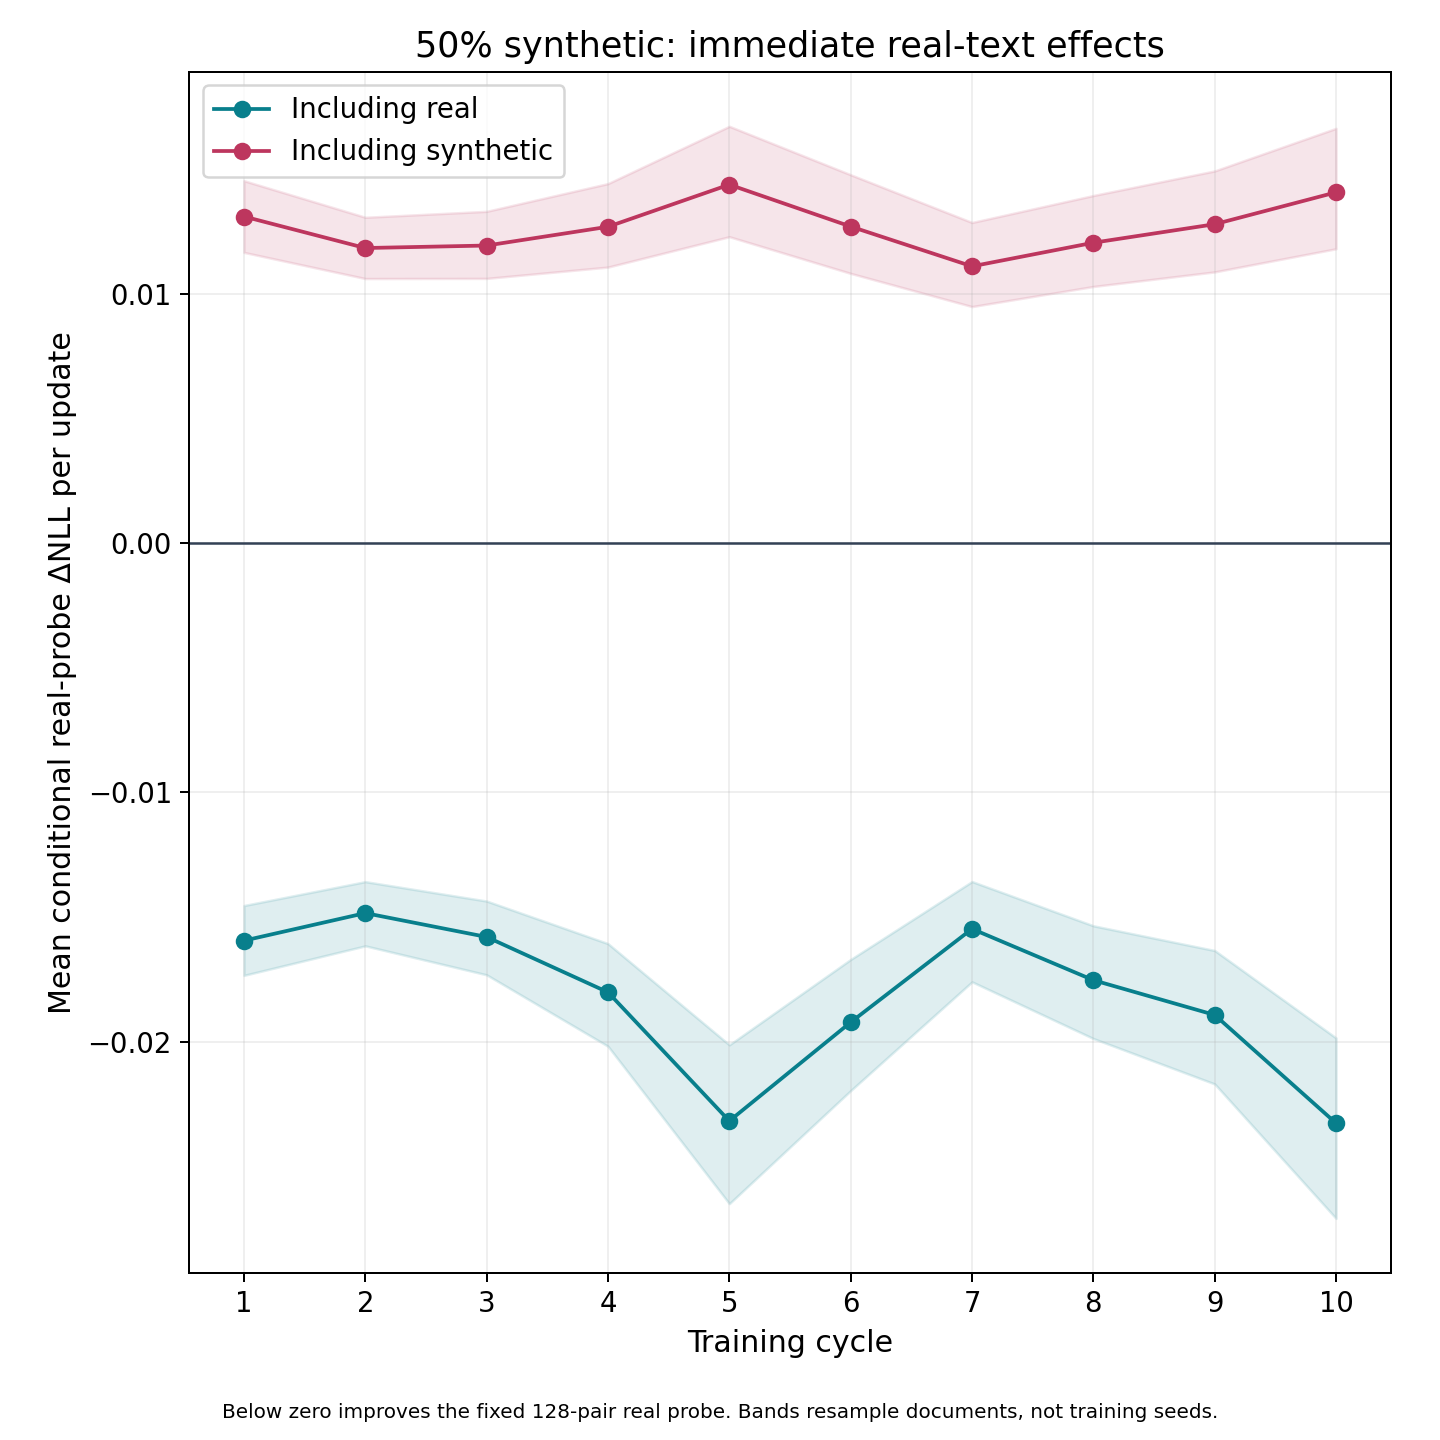 50% synthetic: immediate real-text effects
Including real
Including synthetic
Mean conditional real-probe ΔNLL per update
0.01
0.00
−0.01
−0.02
1 2 3 4 5 6 7 8 9 10
Training cycle
Below zero improves the fixed 128-pair real probe. Bands resample documents, not training seeds.